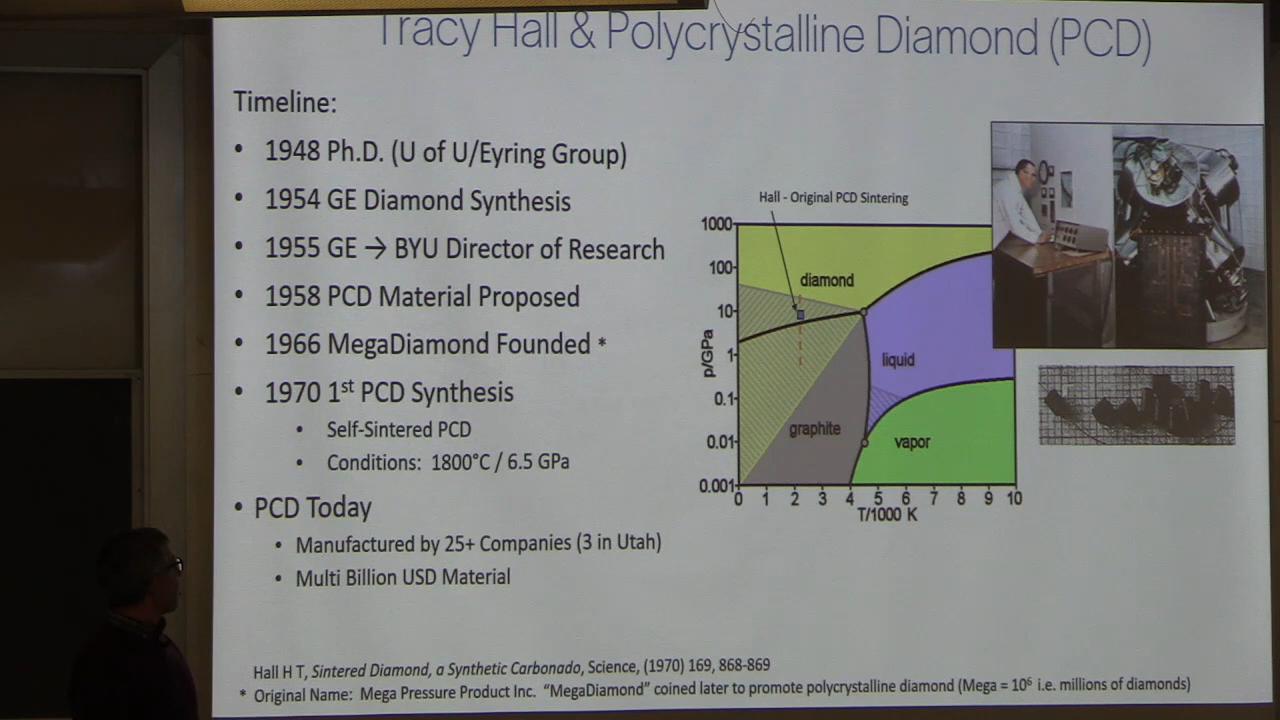 Tracy Hall & Polycrystalline Diamond (PCD)
Timeline:
• 1948 Ph.D. (U of U/Eyring Group)
• 1954 GE Diamond Synthesis
• 1955 GE → BYU Director of Research
• 1958 PCD Material Proposed
• 1966 MegaDiamond Founded *
• 1970 1st PCD Synthesis
• Self-Sintered PCD
• Conditions: 1800°C / 6.5 GPa
• PCD Today
• Manufactured by 25+ Companies (3 in Utah)
• Multi Billion USD Material
Hall - Original PCD Sintering
1000
100
10
1
0.1
0.01
0.001
p/GPa
diamond
liquid
graphite
vapor
0 1 2 3 4 5 6 7 8 9 10
T/1000 K
Hall H T, Sintered Diamond, a Synthetic Carbonado, Science, (1970) 169, 868-869
* Original Name: Mega Pressure Product Inc. "MegaDiamond" coined later to promote polycrystalline diamond (Mega = 10⁶ i.e. millions of diamonds)